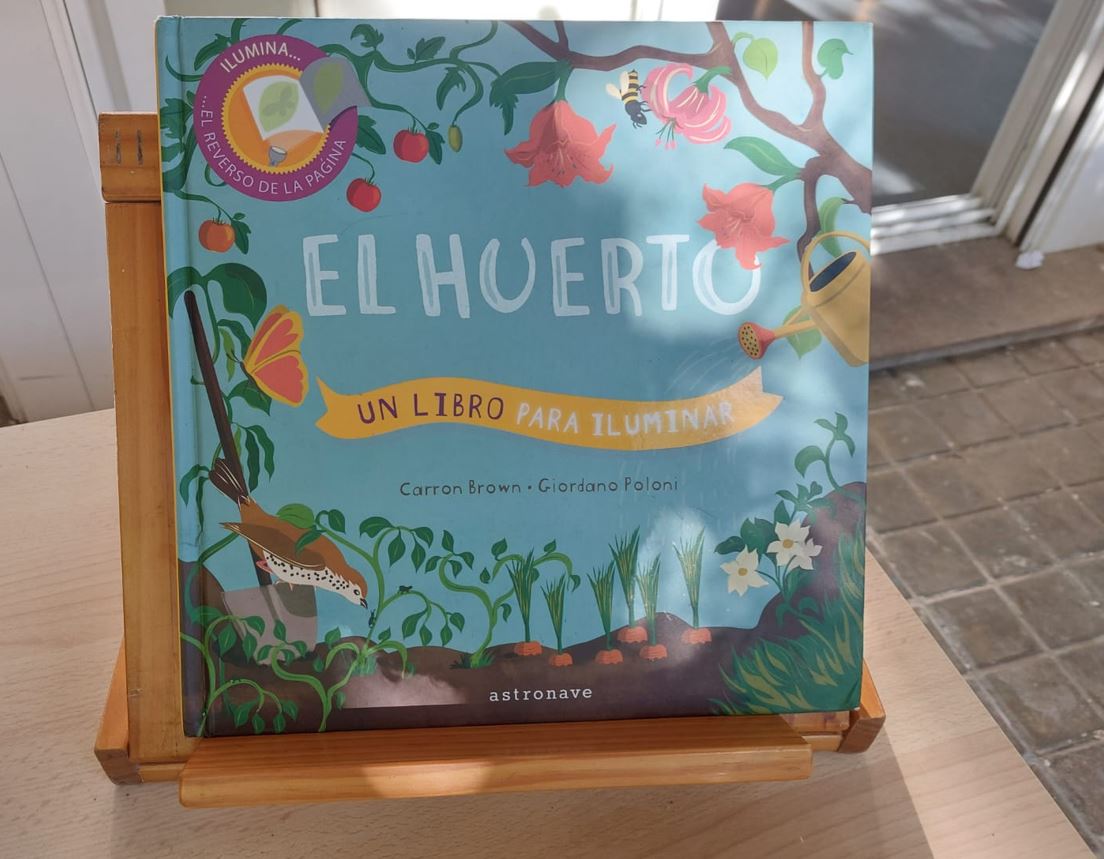 ILUMINA...
...EL REVERSO DE LA PÁGINA
EL HUERTO
UN LIBRO PARA ILUMINAR
Carron Brown • Giordano Poloni
astronave